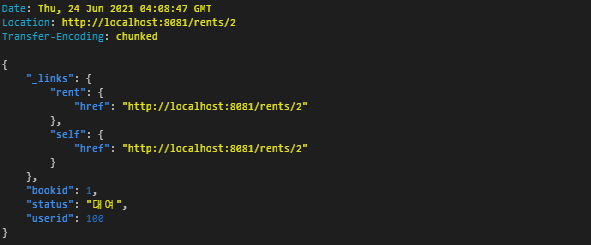 Date: Thu, 24 Jun 2021 04:08:47 GMT
Location: http://localhost:8081/rents/2
Transfer-Encoding: chunked
{
    "_links": {
        "rent": {
            "href": "http://localhost:8081/rents/2"
        },
        "self": {
            "href": "http://localhost:8081/rents/2"
        }
    },
    "bookid": 1,
    "status": "대여",
    "userid": 100
}